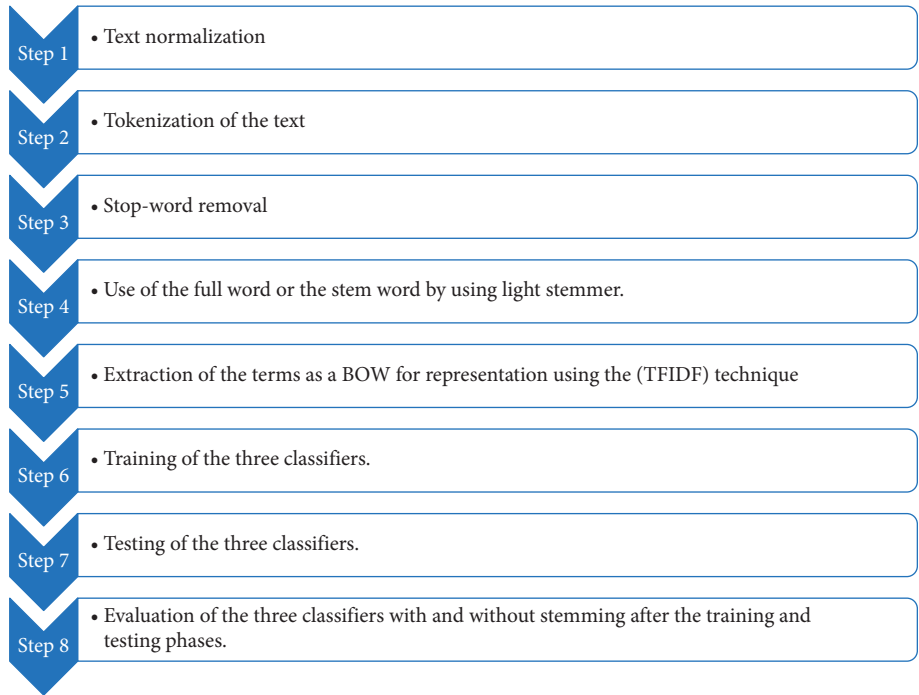 Step 1
• Text normalization
Step 2
• Tokenization of the text
Step 3
• Stop-word removal
Step 4
• Use of the full word or the stem word by using light stemmer.
Step 5
• Extraction of the terms as a BOW for representation using the (TFIDF) technique
Step 6
• Training of the three classifiers.
Step 7
• Testing of the three classifiers.
Step 8
• Evaluation of the three classifiers with and without stemming after the training and
testing phases.